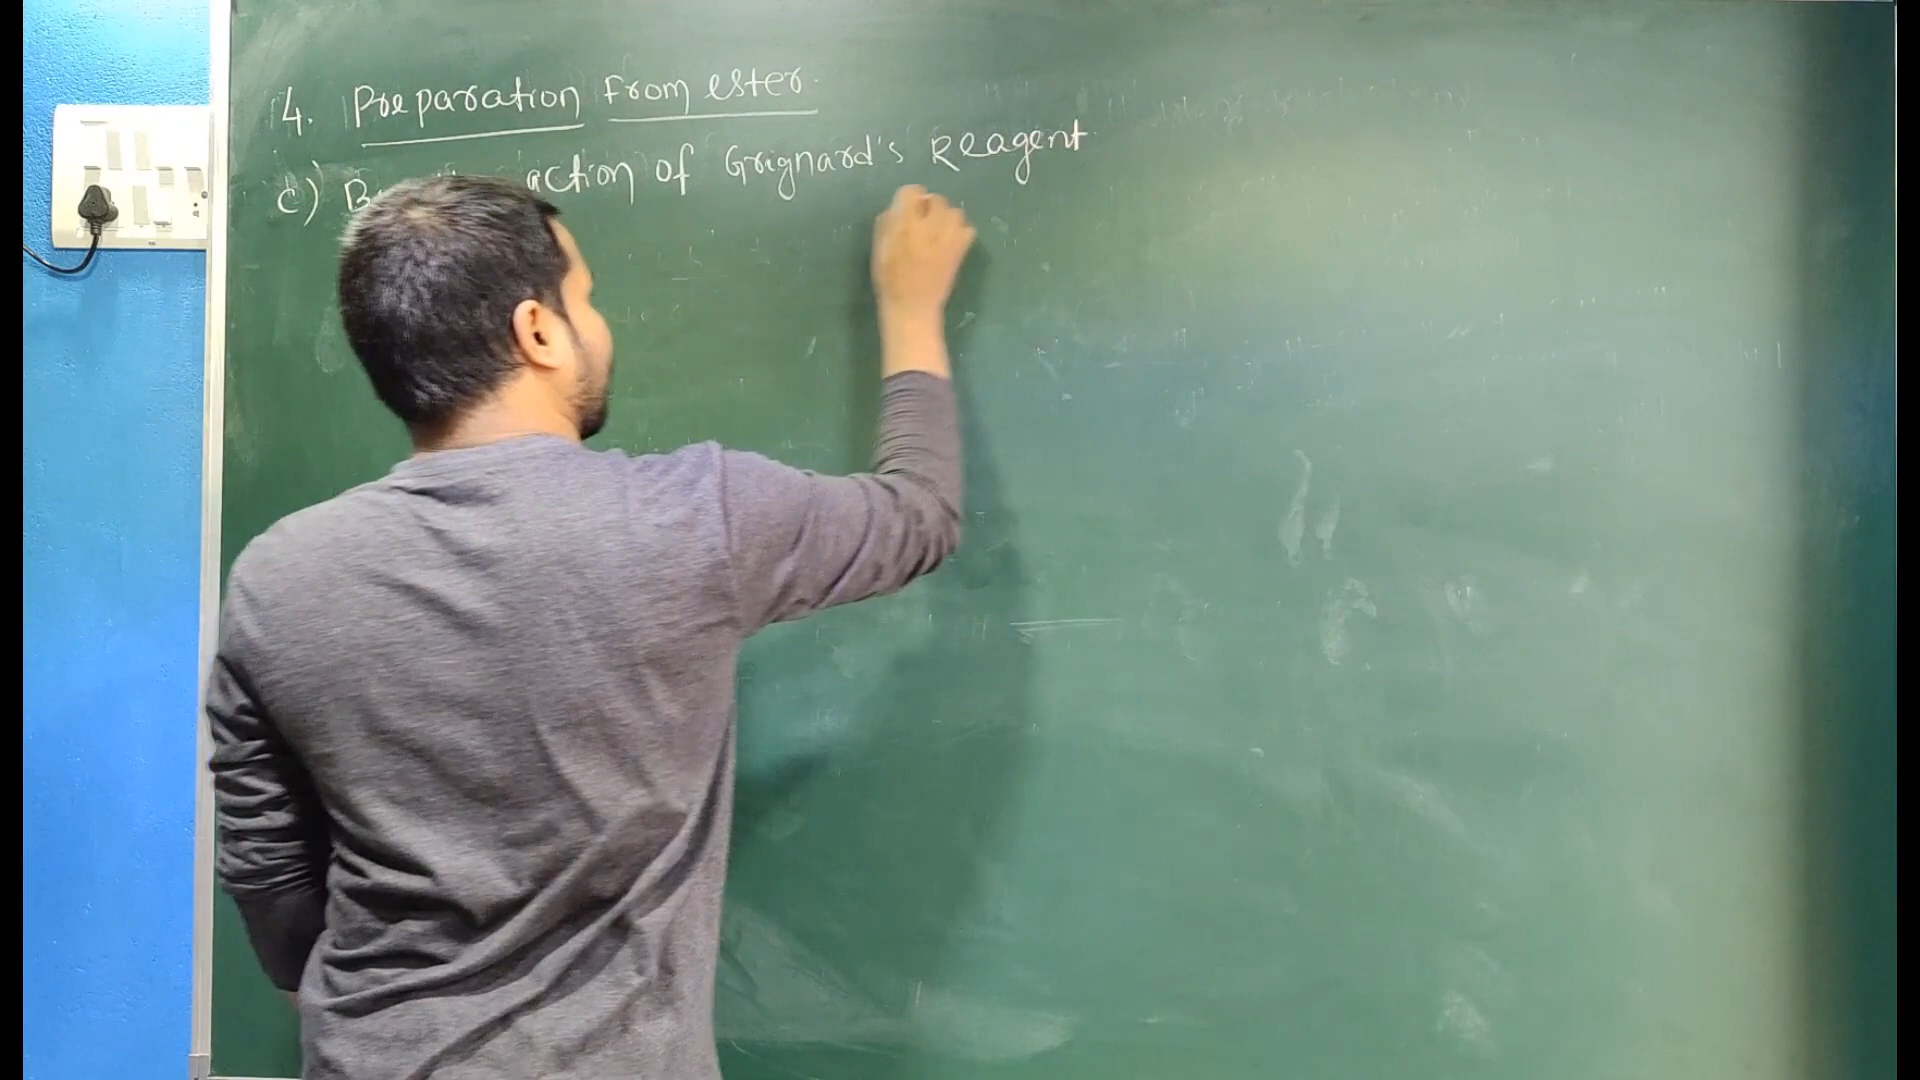 4. Preparation From ester.
c) action of Grignard's Reagent